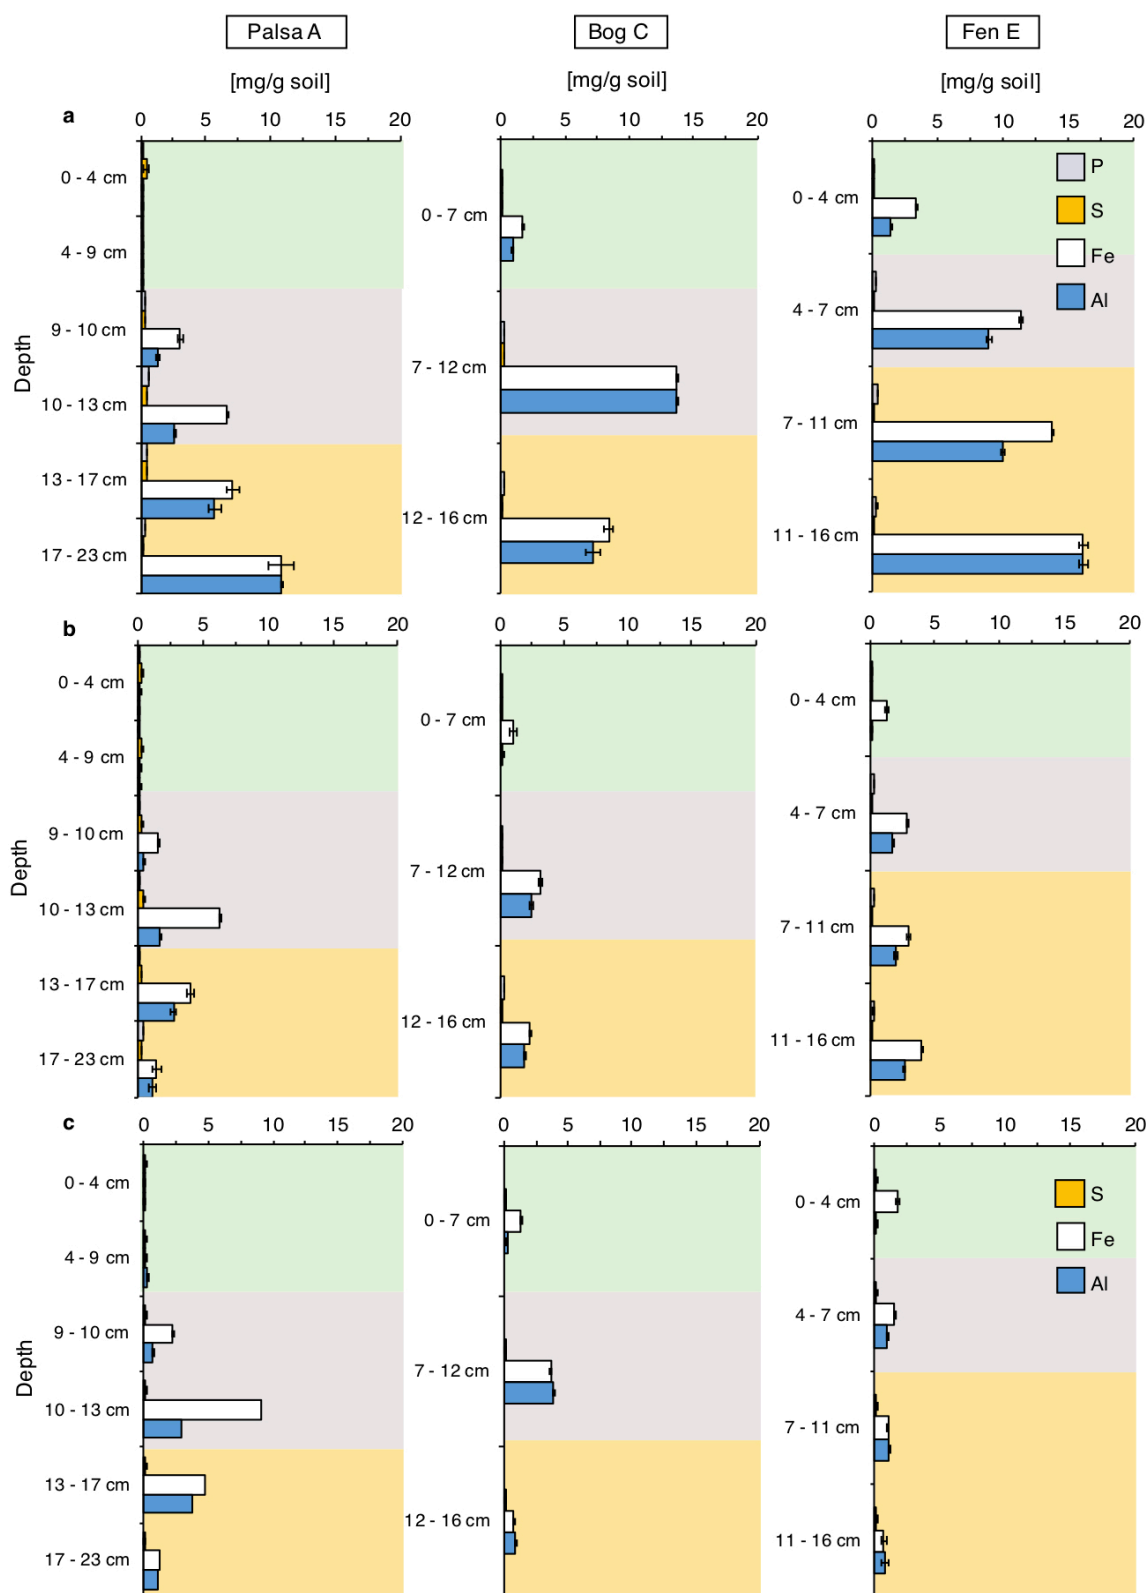 Palsa A Bog C Fen E
[mg/g soil] [mg/g soil] [mg/g soil]
a
0 5 10 15 20 0 5 10 15 20 0 5 10 15 20
Depth
0 - 4 cm
4 - 9 cm
9 - 10 cm
10 - 13 cm
13 - 17 cm
17 - 23 cm
0 - 7 cm
7 - 12 cm
12 - 16 cm
0 - 4 cm
4 - 7 cm
7 - 11 cm
11 - 16 cm
P
S
Fe
Al
b
0 5 10 15 20 0 5 10 15 20 0 5 10 15 20
Depth
0 - 4 cm
4 - 9 cm
9 - 10 cm
10 - 13 cm
13 - 17 cm
17 - 23 cm
0 - 7 cm
7 - 12 cm
12 - 16 cm
0 - 4 cm
4 - 7 cm
7 - 11 cm
11 - 16 cm
c
0 5 10 15 20 0 5 10 15 20 0 5 10 15 20
Depth
0 - 4 cm
4 - 9 cm
9 - 10 cm
10 - 13 cm
13 - 17 cm
17 - 23 cm
0 - 7 cm
7 - 12 cm
12 - 16 cm
0 - 4 cm
4 - 7 cm
7 - 11 cm
11 - 16 cm
S
Fe
Al